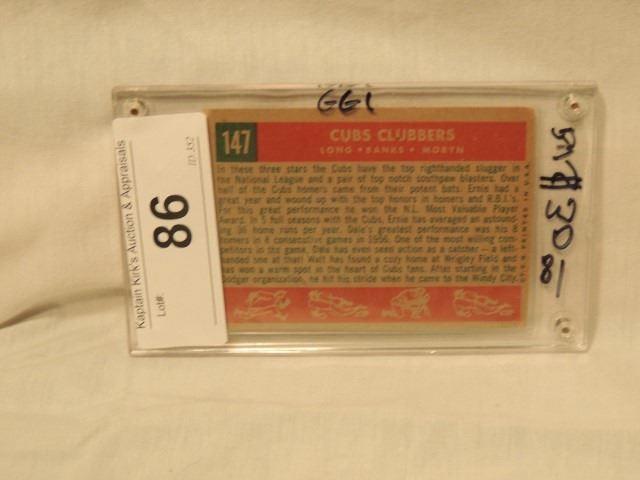 GG1
147
CUBS CLUBBERS
LONG • BANKS • MORYN
In these three stars the Cubs have the top righthanded slugger in
the National League and a pair of top notch southpaw blasters. Over
half of the Cubs homers came from their potent bats. Ernie had a
great year and wound up with the top honors in homers and R.B.I.'s.
For this great performance he won the N.L. Most Valuable Player
Award. In 5 full seasons with the Cubs, Ernie has averaged an astound-
ing 36 home runs per year. Dale's greatest performance was his 8
homers in 8 consecutive games in 1956. One of the most willing com-
petitors in the game, Dale has even seen action as a catcher — a left-
handed one at that! Walt has found a cozy home at Wrigley Field and
has won a warm spot in the heart of Cubs fans. After starting in the
Dodger organization, he hit his stride when he came to the Windy City.
PRINTED IN U.S.A.
Kaptain Kirk's Auction & Appraisals
Lot#:
86
ID 352
$30.00